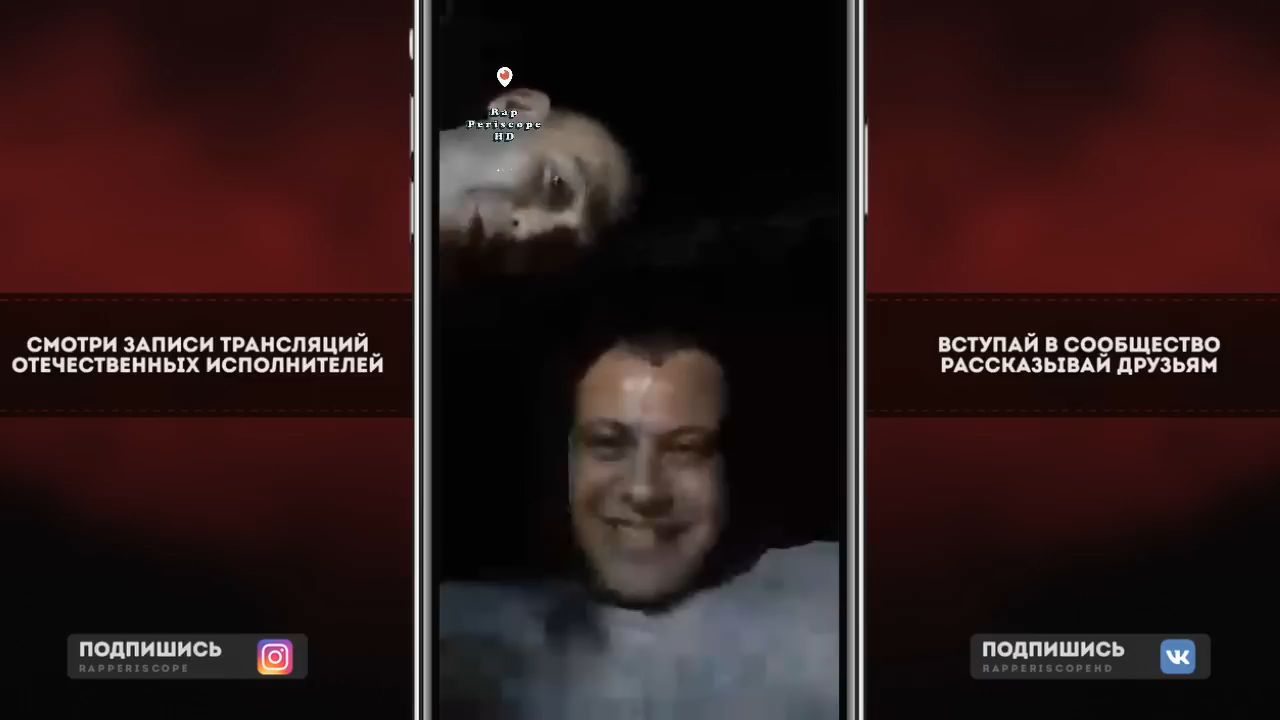 Rap
Periscope
HD
СМОТРИ ЗАПИСИ ТРАНСЛЯЦИЙ
ОТЕЧЕСТВЕННЫХ ИСПОЛНИТЕЛЕЙ
ВСТУПАЙ В СООБЩЕСТВО
РАССКАЗЫВАЙ ДРУЗЬЯМ
ПОДПИШИСЬ
RAPPERISCOPE
ПОДПИШИСЬ
RAPPERISCOPEHD